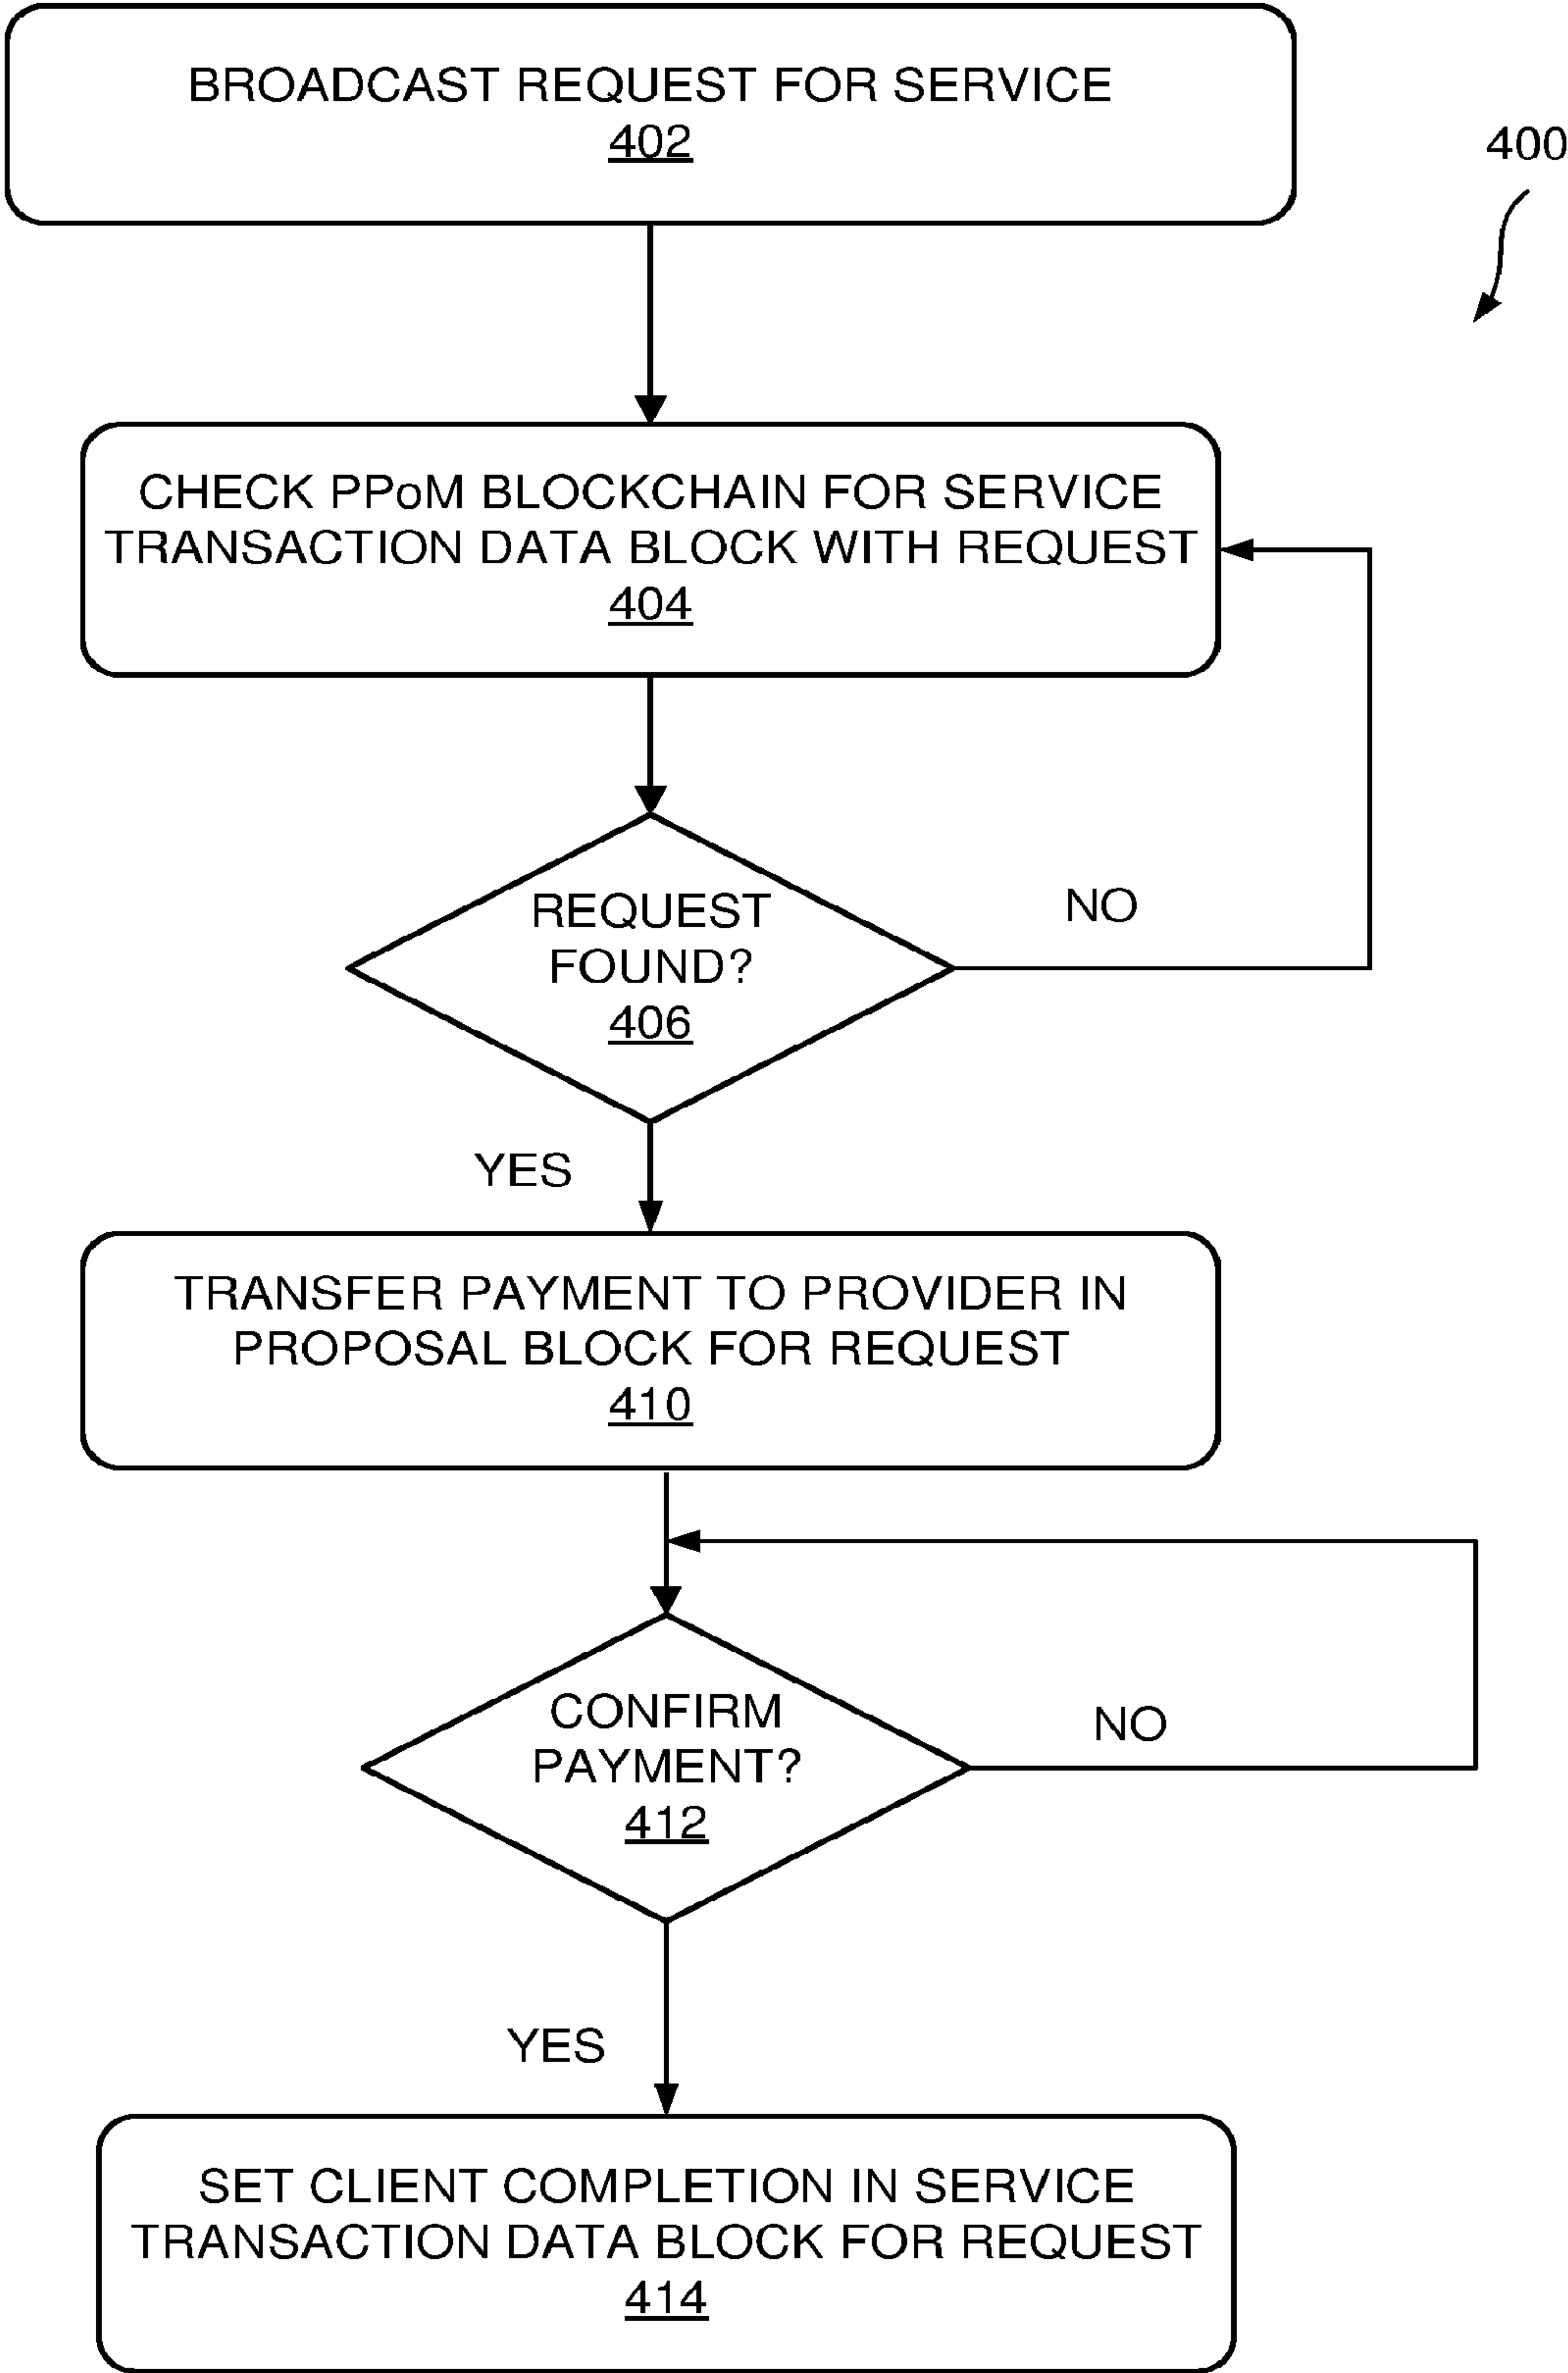 BROADCAST REQUEST FOR SERVICE
402
400
CHECK PPoM BLOCKCHAIN FOR SERVICE
TRANSACTION DATA BLOCK WITH REQUEST
404
REQUEST
FOUND?
406
NO
YES
TRANSFER PAYMENT TO PROVIDER IN
PROPOSAL BLOCK FOR REQUEST
410
CONFIRM
PAYMENT?
412
NO
YES
SET CLIENT COMPLETION IN SERVICE
TRANSACTION DATA BLOCK FOR REQUEST
414